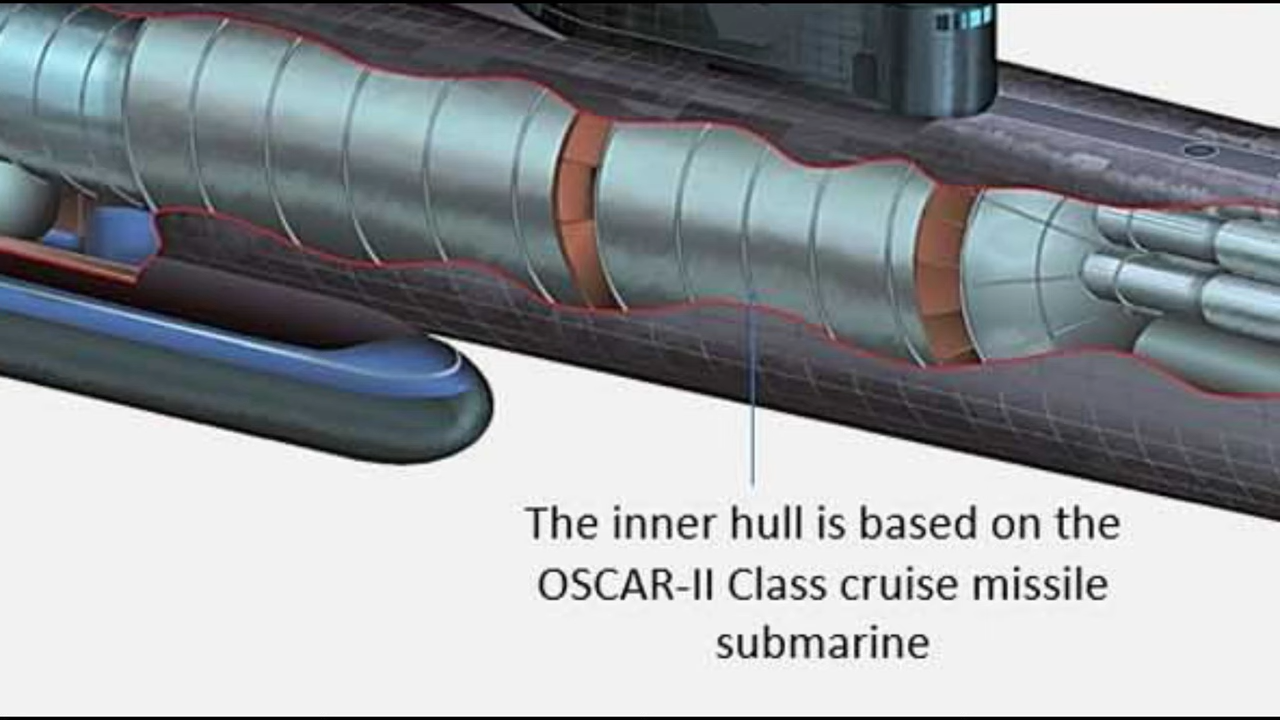 The inner hull is based on the
OSCAR-II Class cruise missile
submarine